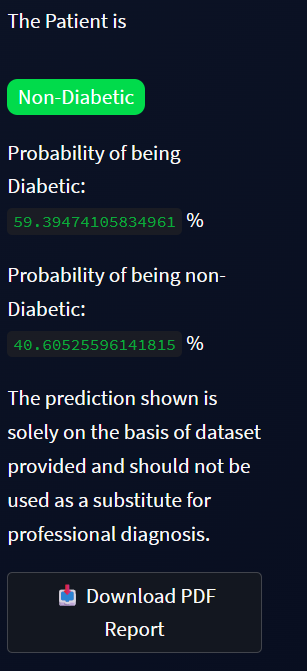 The Patient is
Non-Diabetic
Probability of being
Diabetic:
59.39474105834961 %
Probability of being non-
Diabetic:
40.60525596141815 %
The prediction shown is
solely on the basis of dataset
provided and should not be
used as a substitute for
professional diagnosis.
Download PDF
Report